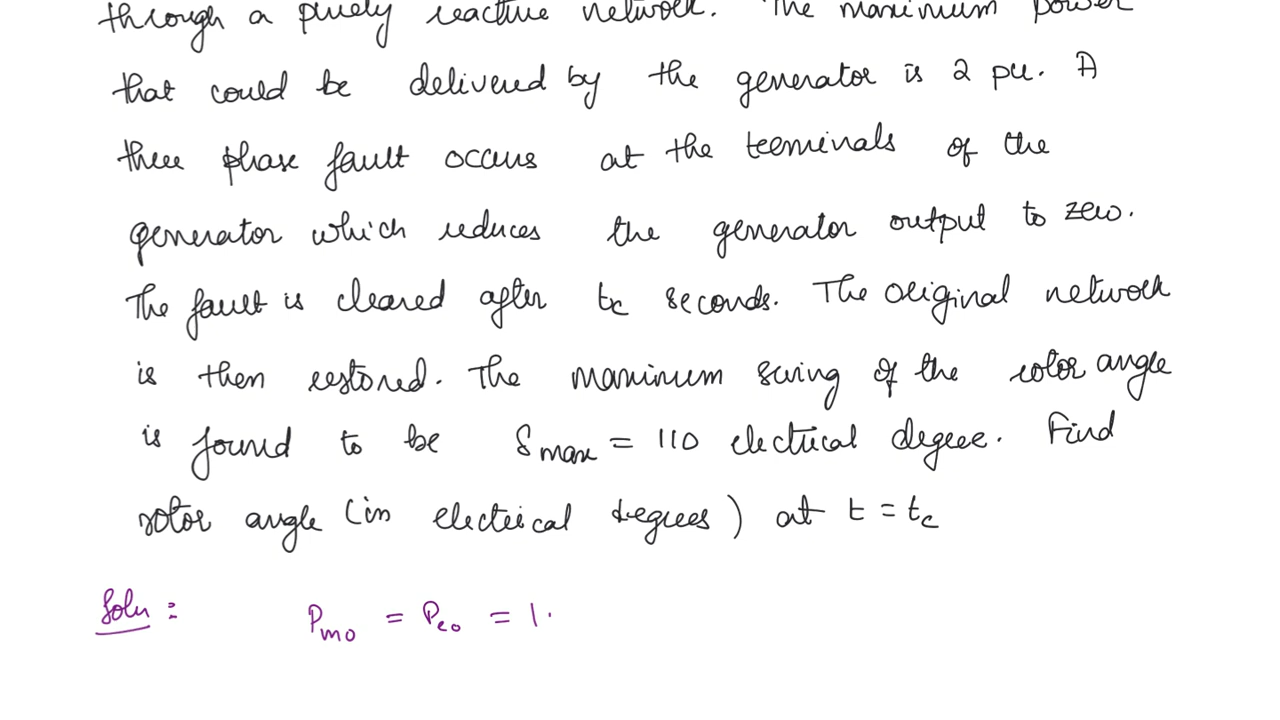 through a purely reactive network. The maximum power
that could be delivered by the generator is 2 pu. A
three phase fault occurs at the terminals of the
generator which reduces the generator output to zero.
The fault is cleared after tc seconds. The original network
is then restored. The maximum swing of the rotor angle
is found to be δmax = 110 electrical degree. Find
rotor angle (in electrical degrees) at t = tc
Soln : Pmo = Peo = 1.